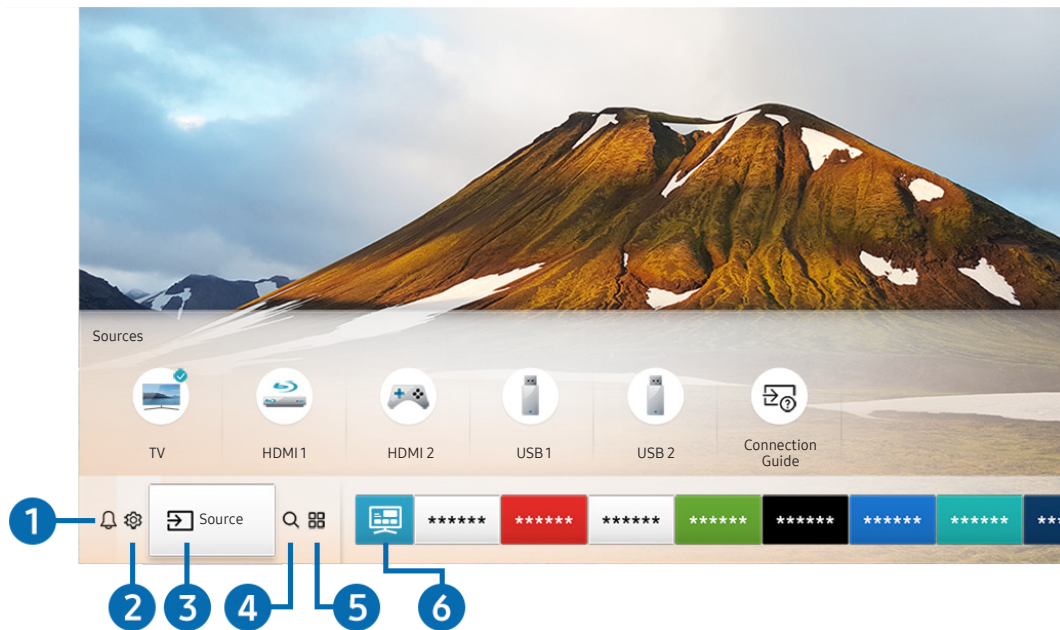 Sources
TV
HDMI 1
HDMI 2
USB 1
USB 2
Connection
Guide
1
Source
******
******
******
******
******
******
******
***
2
3
4
5
6